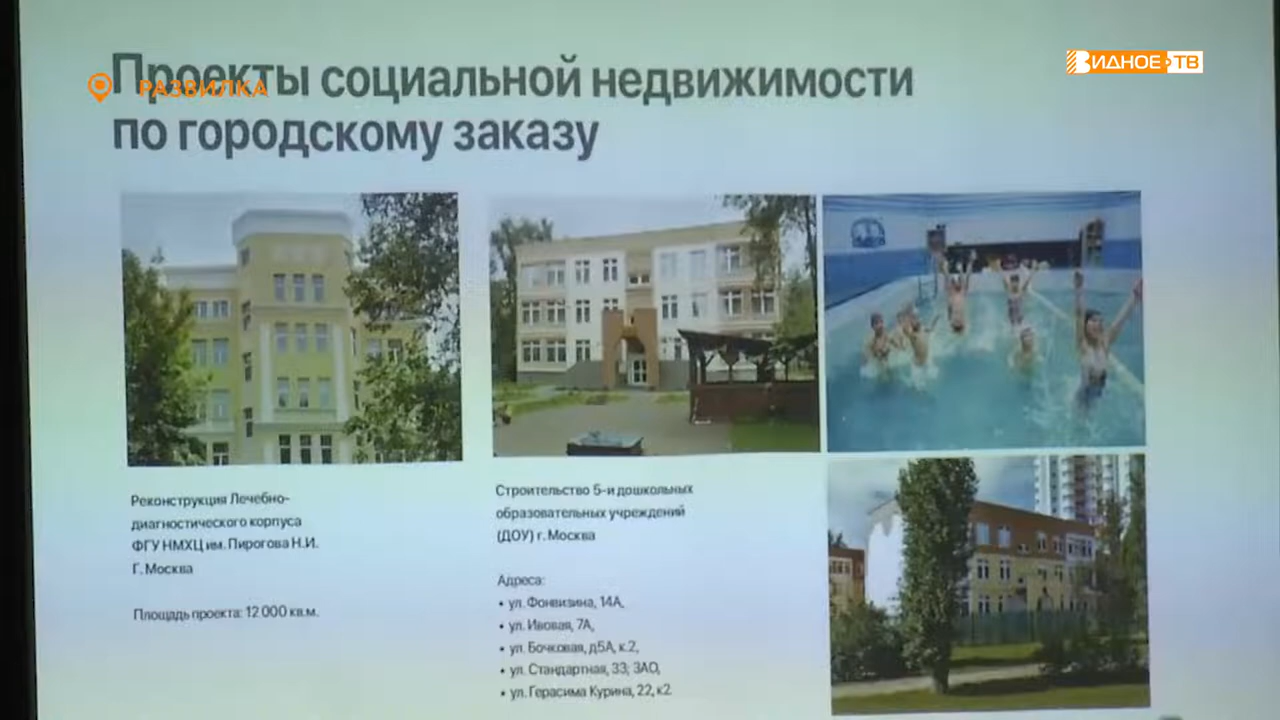 Проекты социальной недвижимости
по городскому заказу
РАЗВИЛКА
ВИДНОЕ·ТВ
Реконструкция Лечебно-
диагностического корпуса
ФГУ НМХЦ им. Пирогова Н.И.
Г. Москва
Площадь проекта: 12 000 кв.м.
Строительство 5-и дошкольных
образовательных учреждений
(ДОУ) г. Москва
Адреса:
• ул. Фонвизина, 14А,
• ул. Ивовая, 7А,
• ул. Бочковая, д5А, к.2,
• ул. Стандартная, 33; ЗАО,
• ул. Герасима Курина, 22, к2